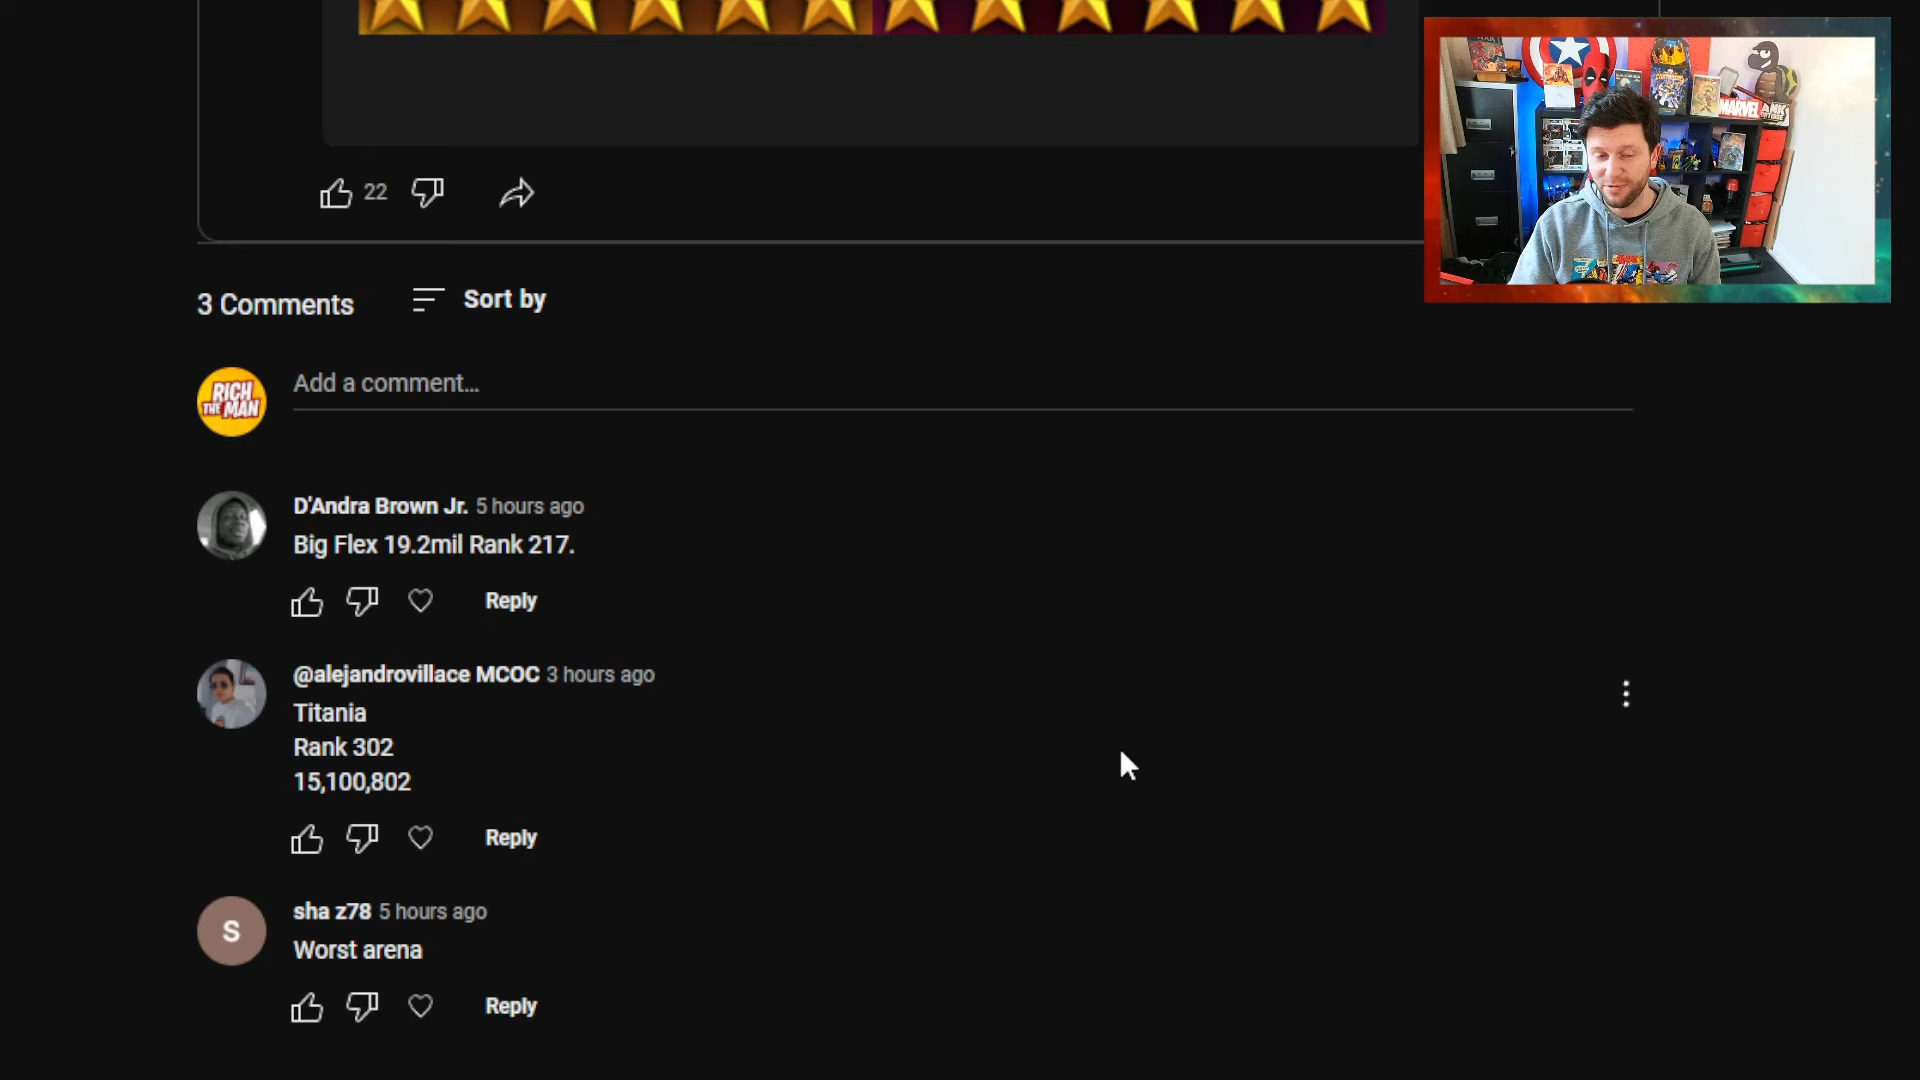 MARVEL
22
3 Comments
Sort by
RICH
THE MAN
Add a comment...
D'Andra Brown Jr. 5 hours ago
Big Flex 19.2mil Rank 217.
Reply
@alejandrovillace MCOC 3 hours ago
Titania
Rank 302
15,100,802
Reply
S
sha z78 5 hours ago
Worst arena
Reply